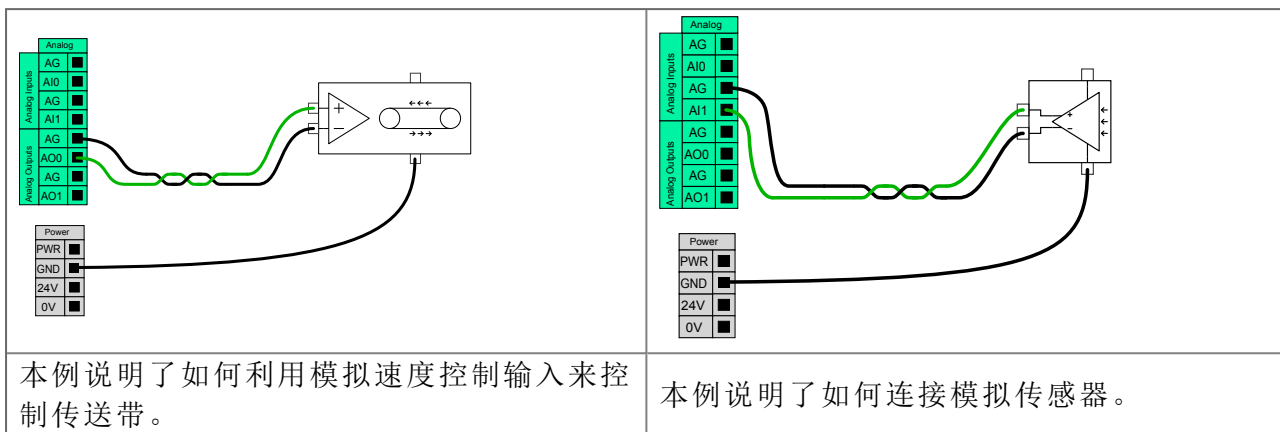 Analog
Analog Inputs
AG
AI0
AG
AI1
Analog Outputs
AG
AO0
AG
AO1
+
−
←←←
→→→
Power
PWR
GND
24V
0V
本例说明了如何利用模拟速度控制输入来控
制传送带。
Analog
Analog Inputs
AG
AI0
AG
AI1
Analog Outputs
AG
AO0
AG
AO1
+
−
Power
PWR
GND
24V
0V
本例说明了如何连接模拟传感器。